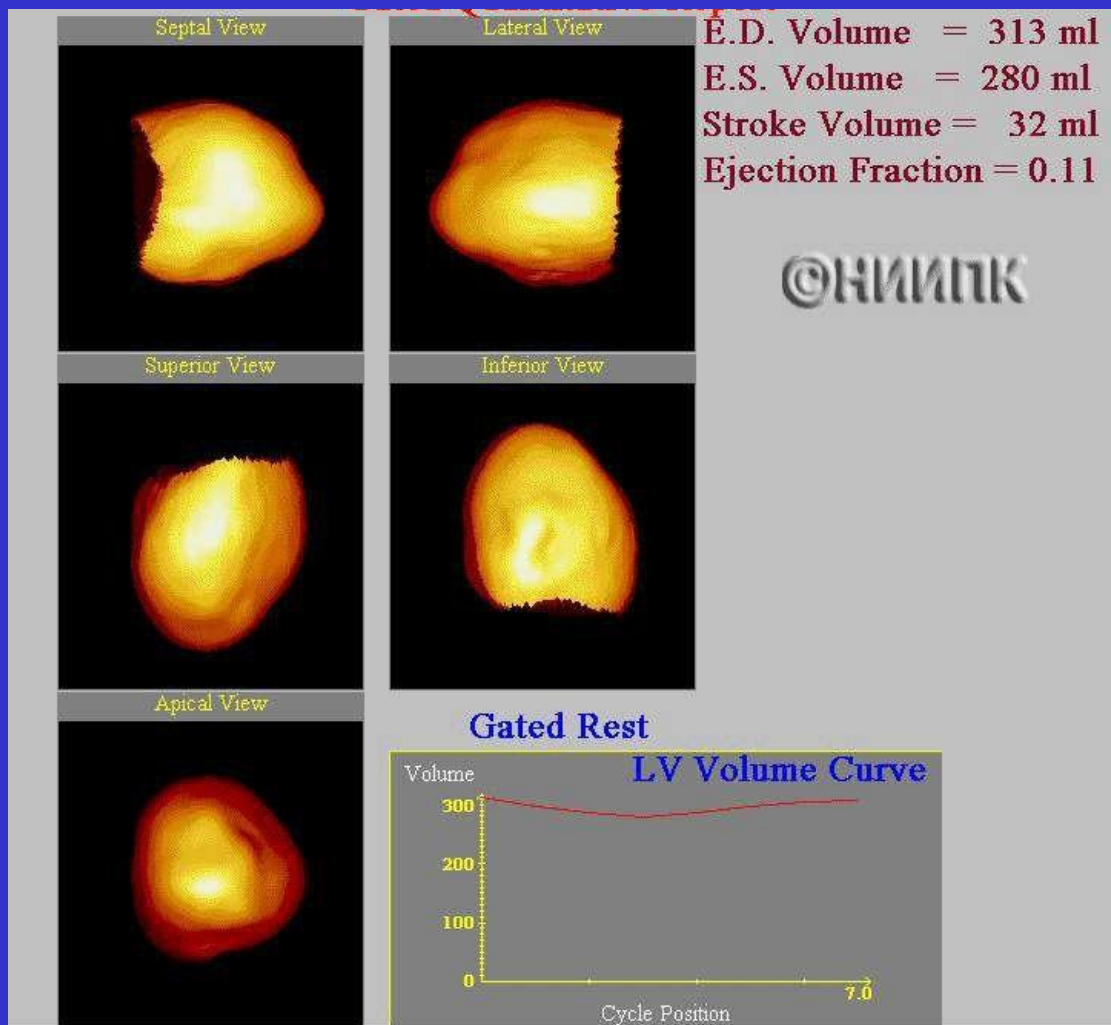 Septal View
Lateral View
E.D. Volume = 313 ml
E.S. Volume = 280 ml
Stroke Volume = 32 ml
Ejection Fraction = 0.11
©НИИПК
Superior View
Inferior View
Apical View
Gated Rest
Volume
LV Volume Curve
300
200
100
0
7.0
Cycle Position